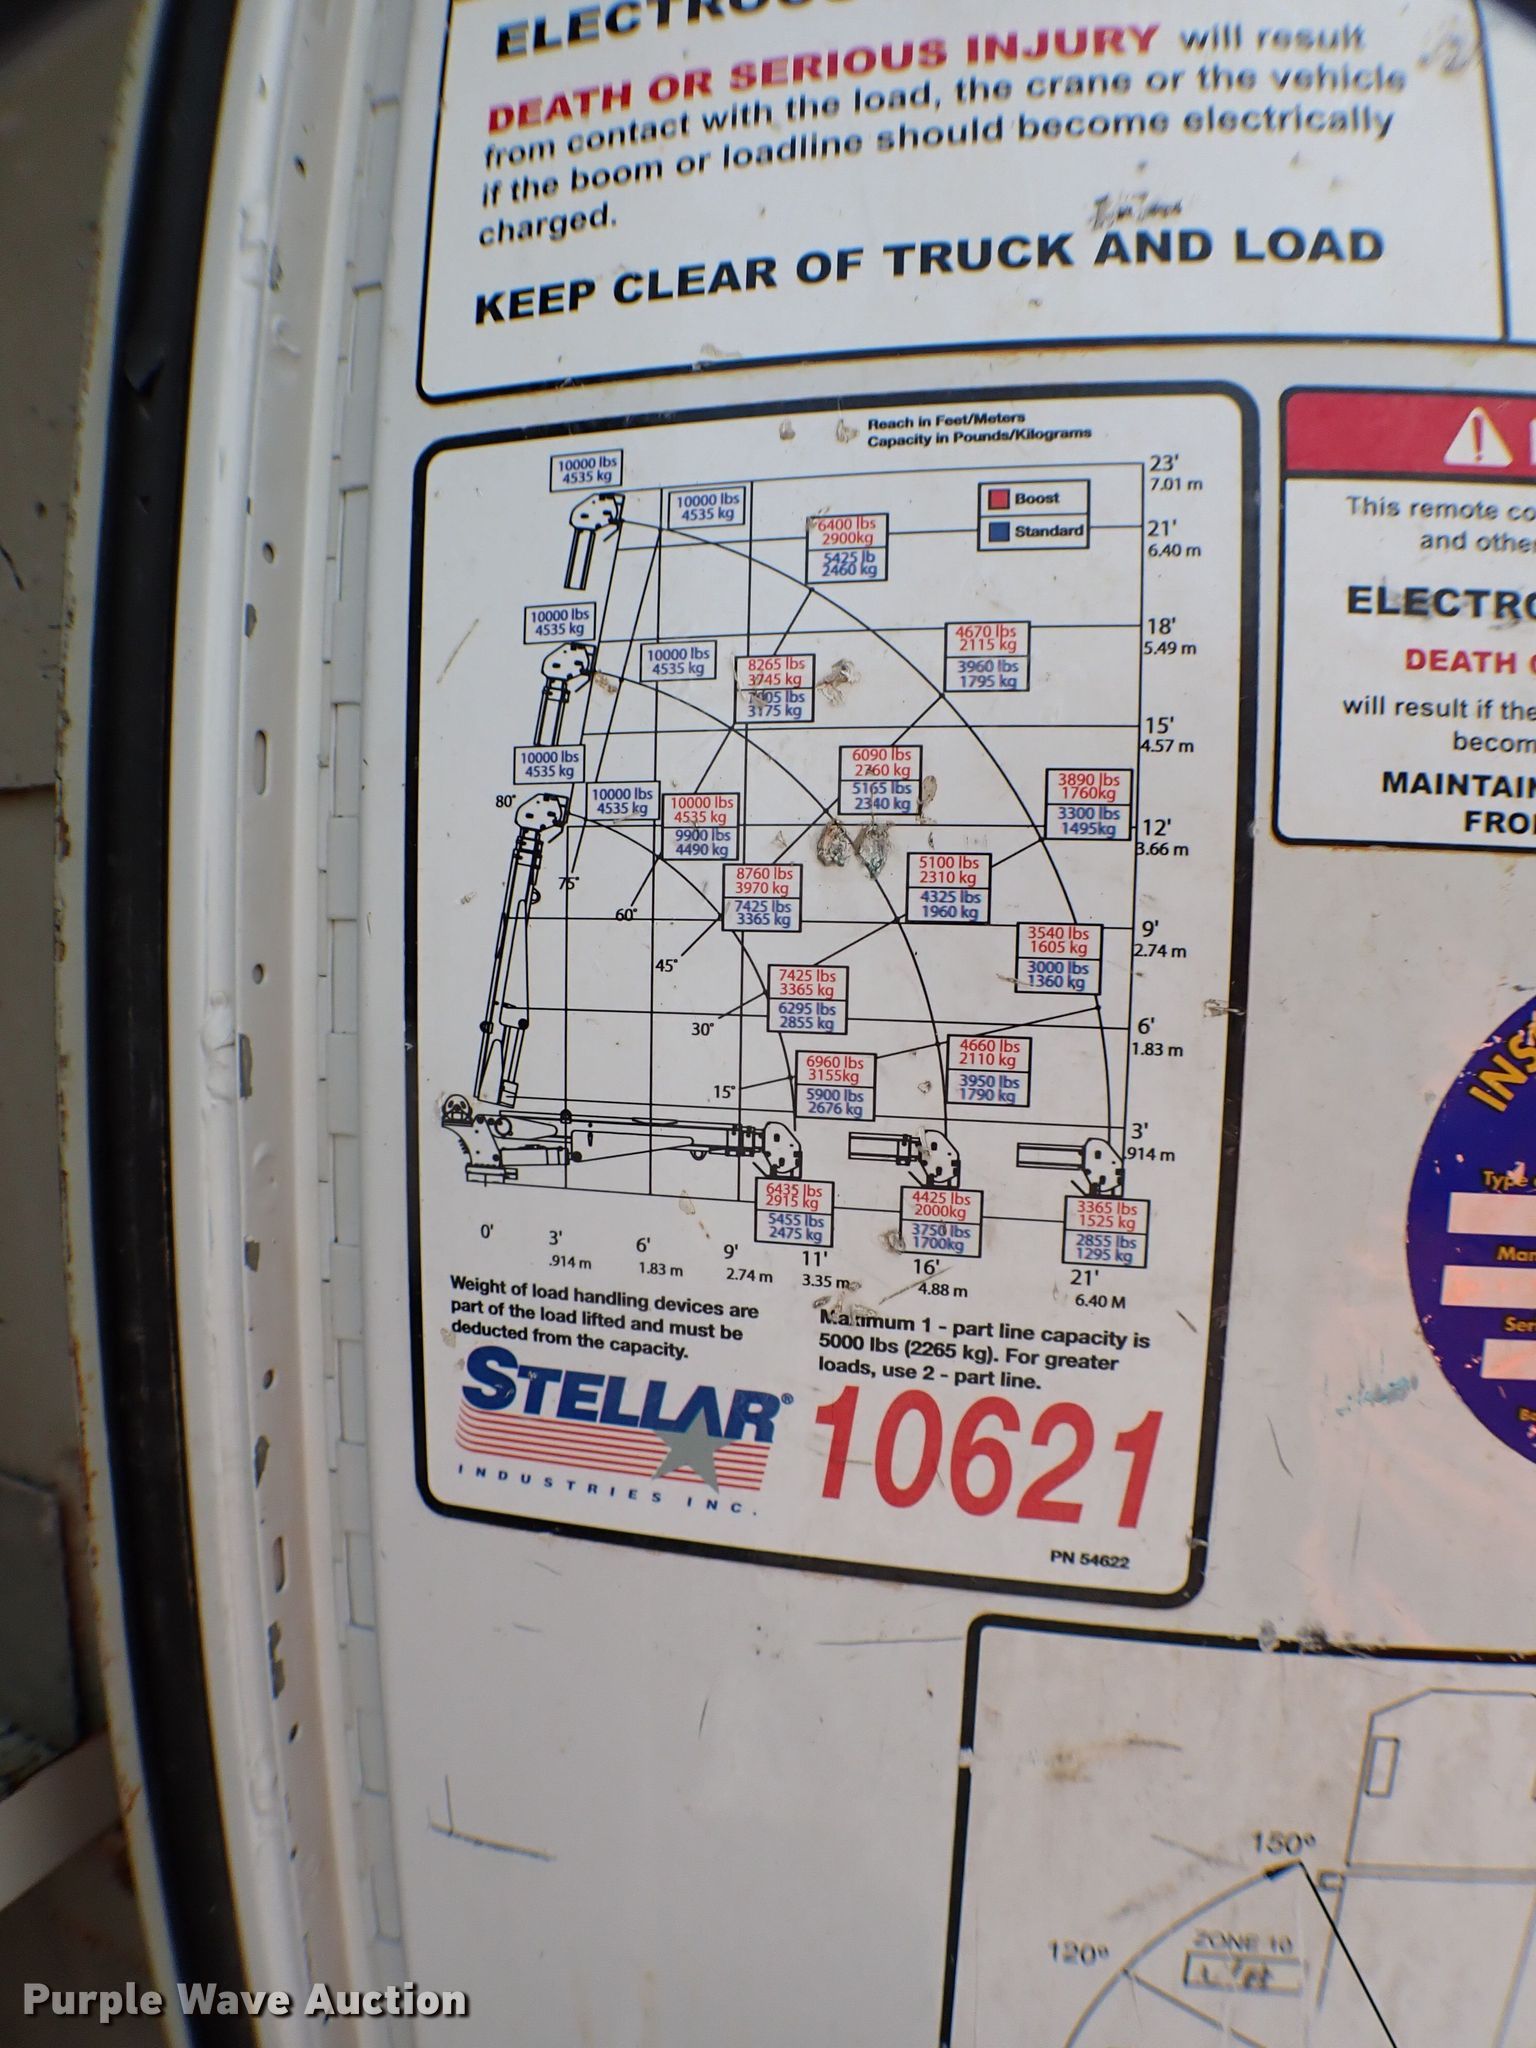 DEATH OR SERIOUS INJURY will result
from contact with the load, the crane or the vehicle
if the boom or loadline should become electrically
charged.
KEEP CLEAR OF TRUCK AND LOAD
Reach in Feet/Meters
Capacity in Pounds/Kilograms
Boost
Standard
23'
7.01 m
21'
6.40 m
18'
5.49 m
15'
4.57 m
12'
3.66 m
9'
2.74 m
6'
1.83 m
3'
.914 m
10000 lbs
4535 kg
10000 lbs
4535 kg
6400 lbs
2900kg
5425 lb
2460 kg
4670 lbs
2115 kg
3960 lbs
1795 kg
3890 lbs
1760kg
3300 lbs
1495kg
3540 lbs
1605 kg
3000 lbs
1360 kg
10000 lbs
4535 kg
10000 lbs
4535 kg
8265 lbs
3745 kg
lbs
3175 kg
6090 lbs
2760 kg
5165 lbs
2340 kg
5100 lbs
2310 kg
4325 lbs
1960 kg
4660 lbs
2110 kg
3950 lbs
1790 kg
10000 lbs
4535 kg
10000 lbs
4535 kg
10000 lbs
4535 kg
9900 lbs
4490 kg
8760 lbs
3970 kg
7425 lbs
3365 kg
7425 lbs
3365 kg
6295 lbs
2855 kg
6960 lbs
3155kg
5900 lbs
2676 kg
80°
75°
60°
45°
30°
15°
6435 lbs
2915 kg
5455 lbs
2475 kg
4425 lbs
2000kg
3750 lbs
1700kg
3365 lbs
1525 kg
2855 lbs
1295 kg
0'
3'
.914 m
6'
1.83 m
9'
2.74 m
11'
3.35 m
16'
4.88 m
21'
6.40 M
Weight of load handling devices are
part of the load lifted and must be
deducted from the capacity.
Maximum 1 - part line capacity is
5000 lbs (2265 kg). For greater
loads, use 2 - part line.
STELLAR®
INDUSTRIES INC.
10621
PN 54622
This remote
and
DEATH
will result if
MAINTAIN
150°
120°
ZONE 10
Purple Wave Auction